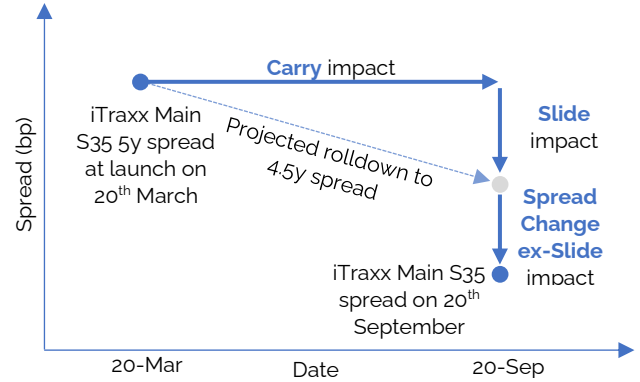 Carry impact
iTraxx Main
S35 5y spread
at launch on
20th March
Projected rolldown to
4.5y spread
Slide
impact
Spread
Change
ex-Slide
impact
iTraxx Main S35
spread on 20th
September
Spread (bp)
20-Mar
Date
20-Sep